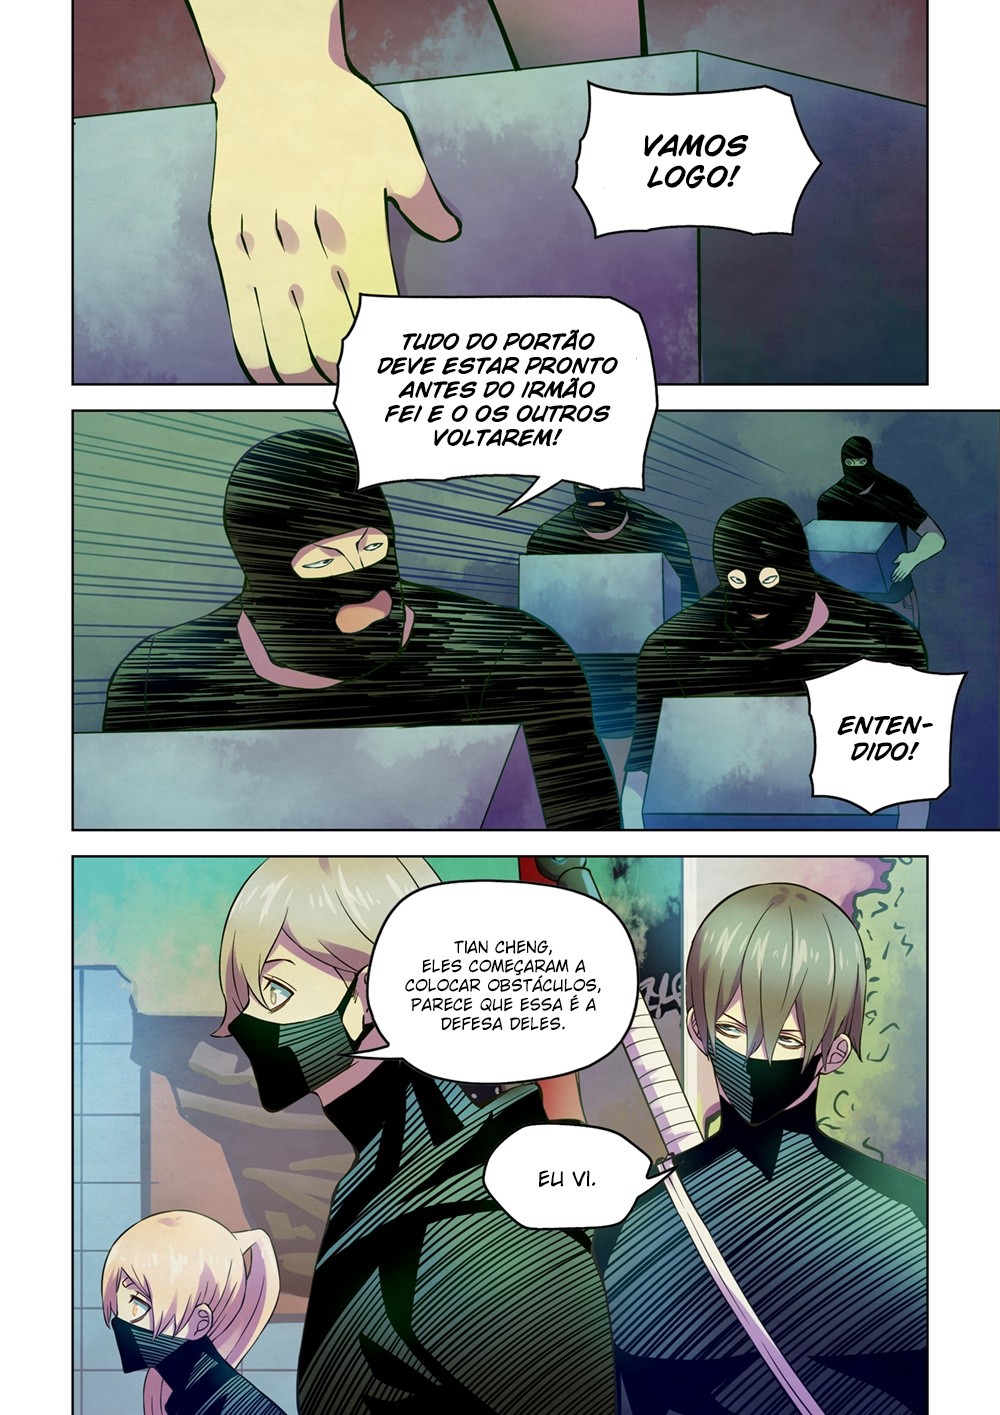 VAMOS
LOGO!
TUDO DO PORTÃO
DEVE ESTAR PRONTO
ANTES DO IRMÃO
FEI E O OS OUTROS
VOLTAREM!
ENTEN-
DIDO!
TIAN CHENG,
ELES COMEÇARAM A
COLOCAR OBSTÁCULOS,
PARECE QUE ESSA É A
DEFESA DELES.
EU VI.